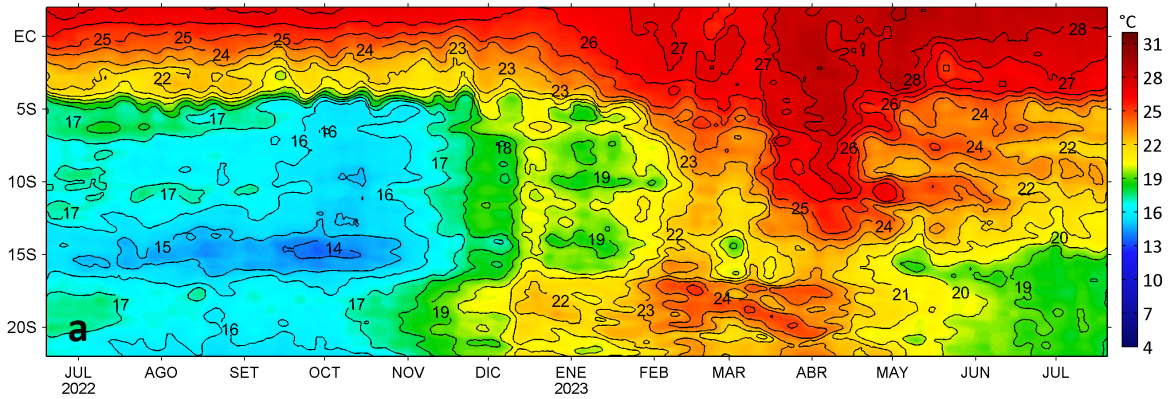 °C
EC
5S
10S
15S
20S
25 25 25 24 24 23 26 27 27 28
22 23 23 28 27
17 17 16 16 26 24
17 18 23 26 24 22
17 16 19 25 22
17 15 14 19 22 24 20
17 17 19 22 23 24 21 20 19
16
a
JUL AGO SET OCT NOV DIC ENE FEB MAR ABR MAY JUN JUL
2022 2023
31
28
25
22
19
16
13
10
7
4